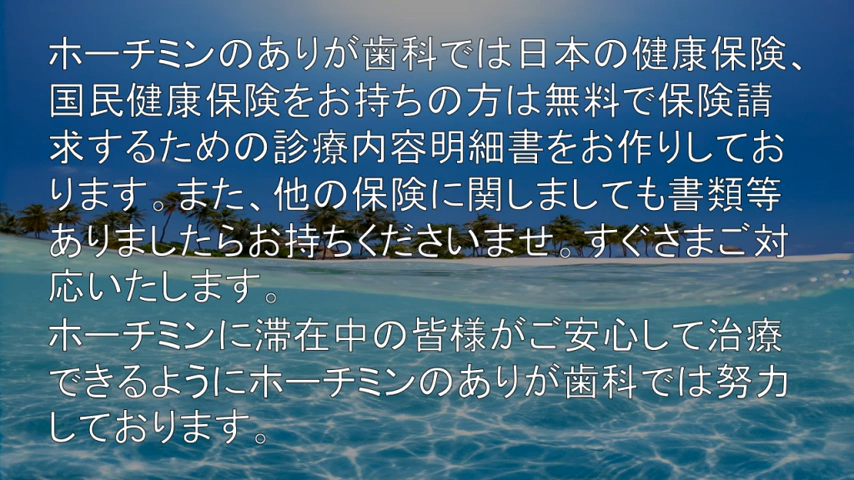 ホーチミンのありが歯科では日本の健康保険、
国民健康保険をお持ちの方は無料で保険請
求するための診療内容明細書をお作りしてお
ります。また、他の保険に関しましても書類等
ありましたらお持ちくださいませ。すぐさまご対
応いたします。
ホーチミンに滞在中の皆様がご安心して治療
できるようにホーチミンのありが歯科では努力
しております。